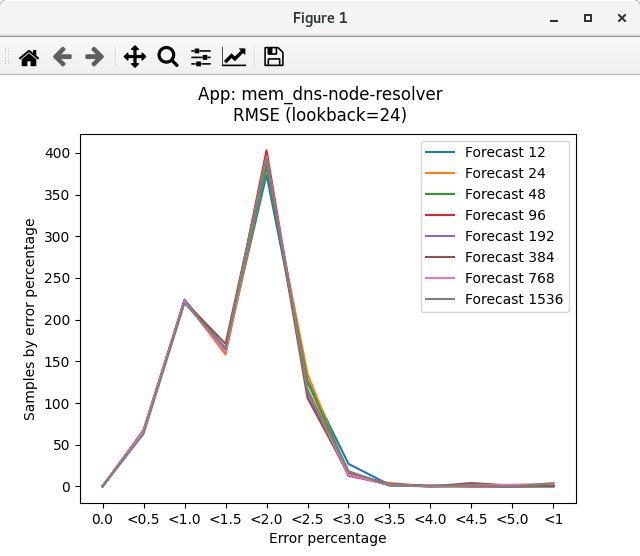 Figure 1
App: mem_dns-node-resolver
RMSE (lookback=24)
Samples by error percentage
400
350
300
250
200
150
100
50
0
Forecast 12
Forecast 24
Forecast 48
Forecast 96
Forecast 192
Forecast 384
Forecast 768
Forecast 1536
0.0 <0.5 <1.0 <1.5 <2.0 <2.5 <3.0 <3.5 <4.0 <4.5 <5.0 <1
Error percentage